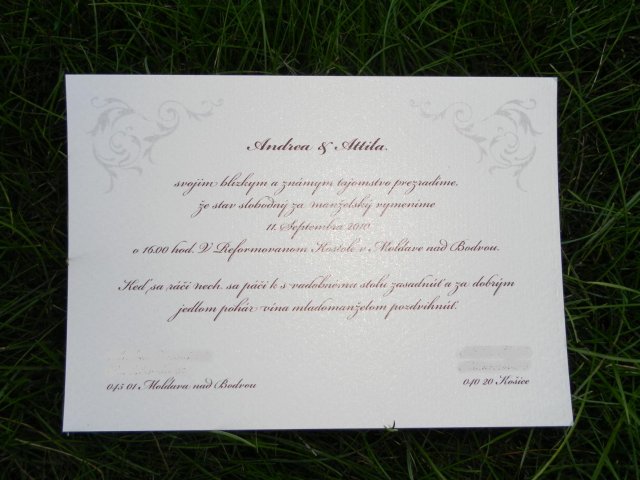 Andrea & Attila.
svojim blízkym a známym tajomstvo prezradíme,
že stav slobodný za manželský vymeníme
11. Septembra 2010
o 16.00 hod. V Reformovanom Kostole v Moldave nad Bodvou.
Keď sa ráči nech sa páči k s vadobnému stolu zasadnúť a za dobrým
jedlom pohár vína mladomanželom pozdvihnúť.
045 01 Moldava nad Bodvou
040 20 Košice